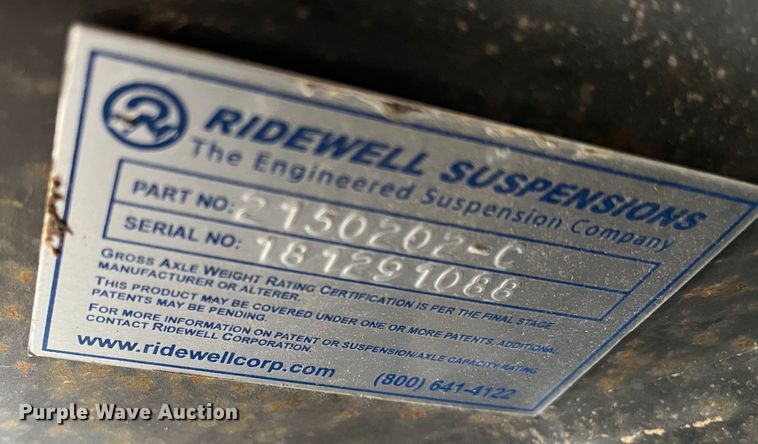 RIDEWELL SUSPENSIONS
The Engineered Suspension Company
PART NO: 2150202-C
SERIAL NO: 181291088
GROSS AXLE WEIGHT RATING CERTIFICATION IS PER THE FINAL STAGE
MANUFACTURER OR ALTERER.
THIS PRODUCT MAY BE COVERED UNDER ONE OR MORE PATENTS, ADDITIONAL
PATENTS MAY BE PENDING.
FOR MORE INFORMATION ON PATENT OR SUSPENSION/AXLE CAPACITY RATING
CONTACT RIDEWELL CORPORATION.
www.ridewellcorp.com (800) 641-4122
Purple Wave Auction